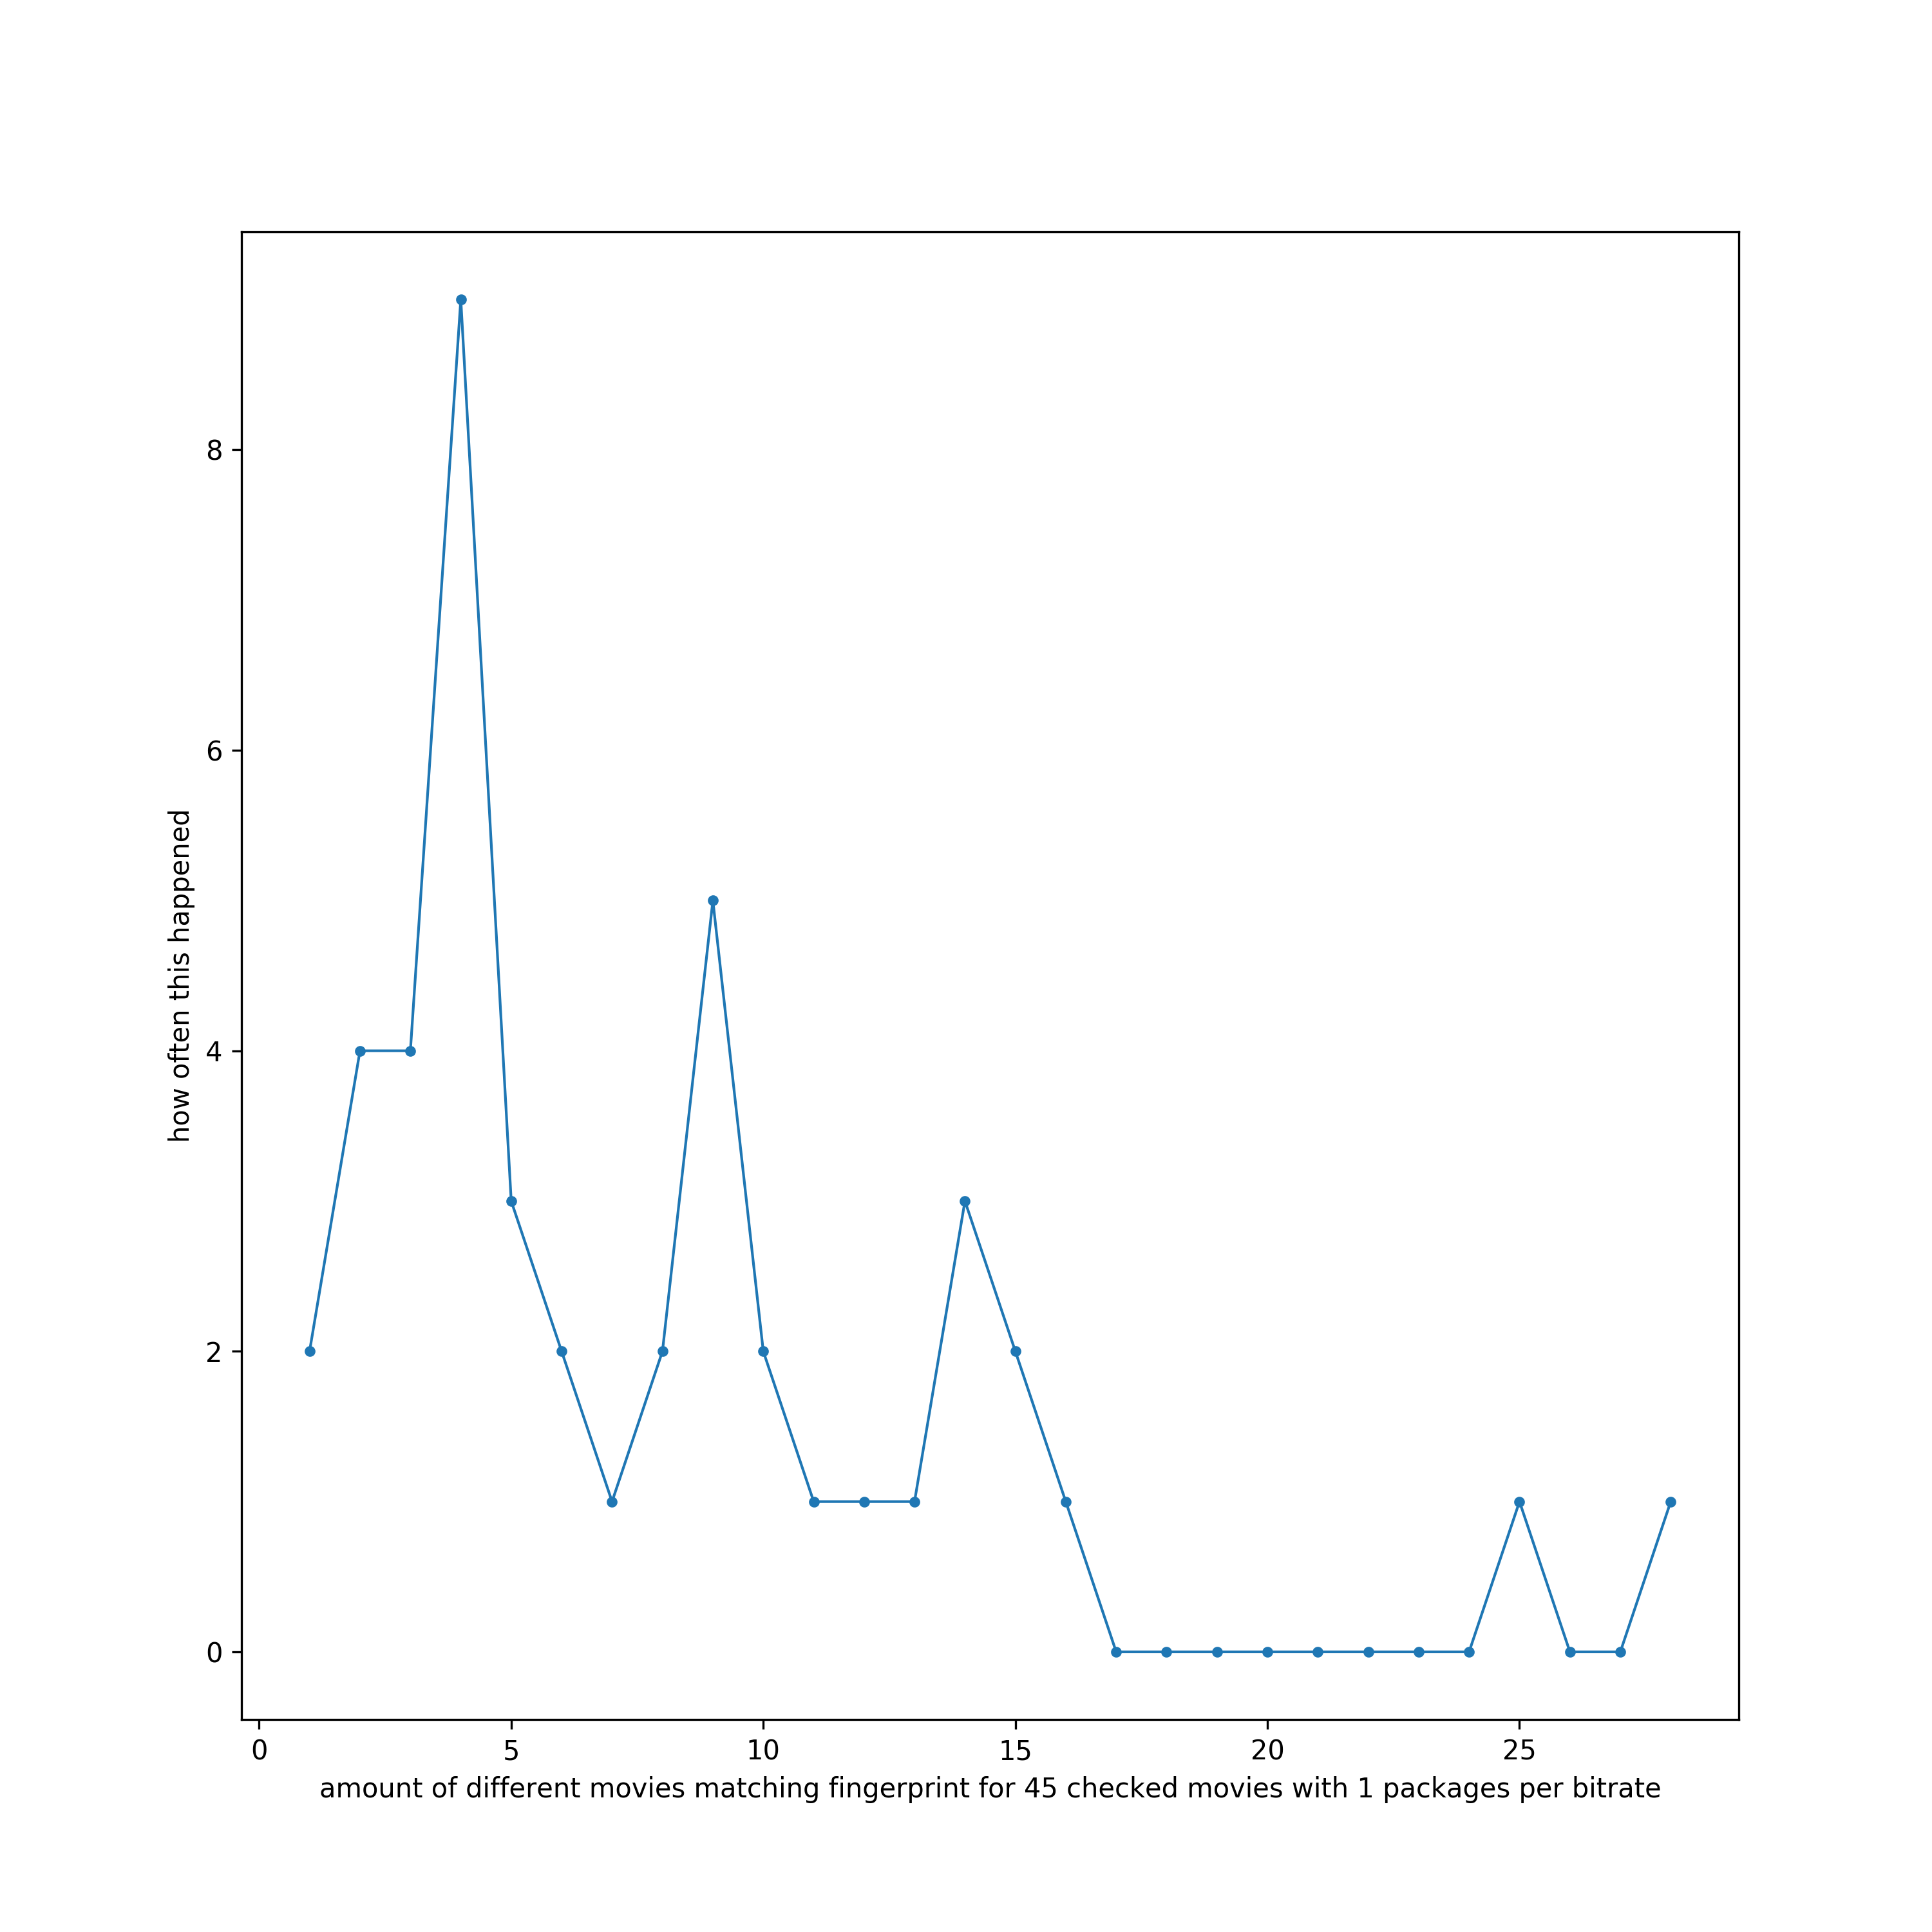 8
6
4
2
0
how often this happened
0 5 10 15 20 25
amount of different movies matching fingerprint for 45 checked movies with 1 packages per bitrate